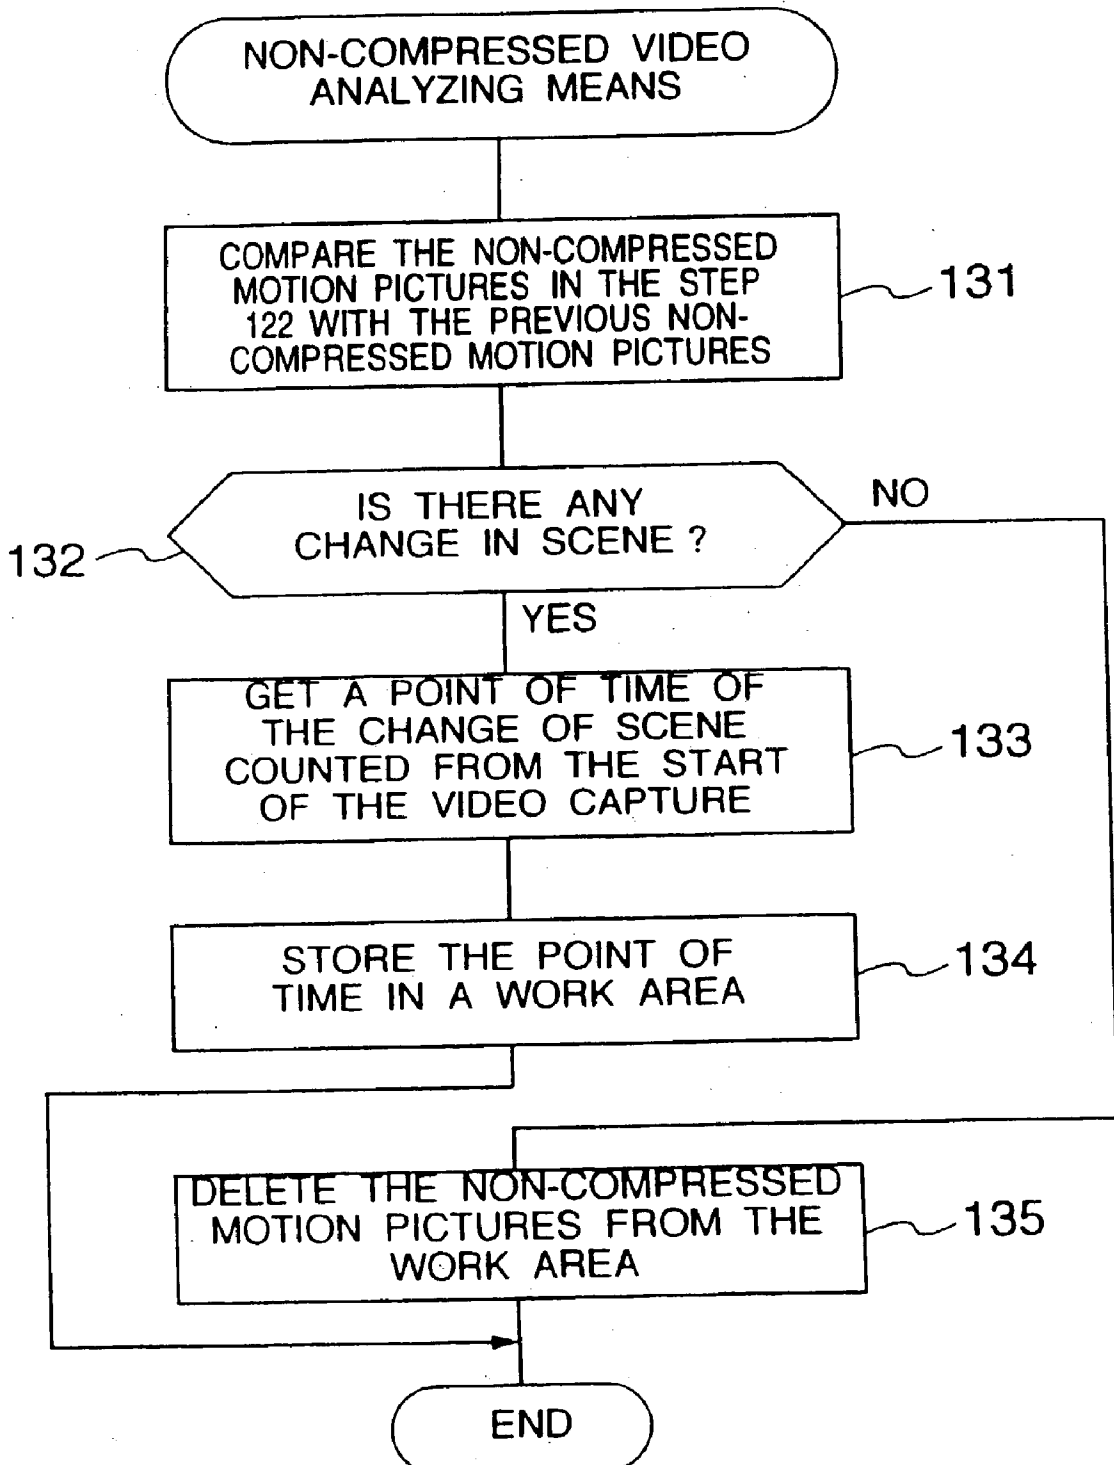 NON-COMPRESSED VIDEO
ANALYZING MEANS
COMPARE THE NON-COMPRESSED
MOTION PICTURES IN THE STEP
122 WITH THE PREVIOUS NON-
COMPRESSED MOTION PICTURES
131
IS THERE ANY
CHANGE IN SCENE ?
NO
132
YES
GET A POINT OF TIME OF
THE CHANGE OF SCENE
COUNTED FROM THE START
OF THE VIDEO CAPTURE
133
STORE THE POINT OF
TIME IN A WORK AREA
134
DELETE THE NON-COMPRESSED
MOTION PICTURES FROM THE
WORK AREA
135
END